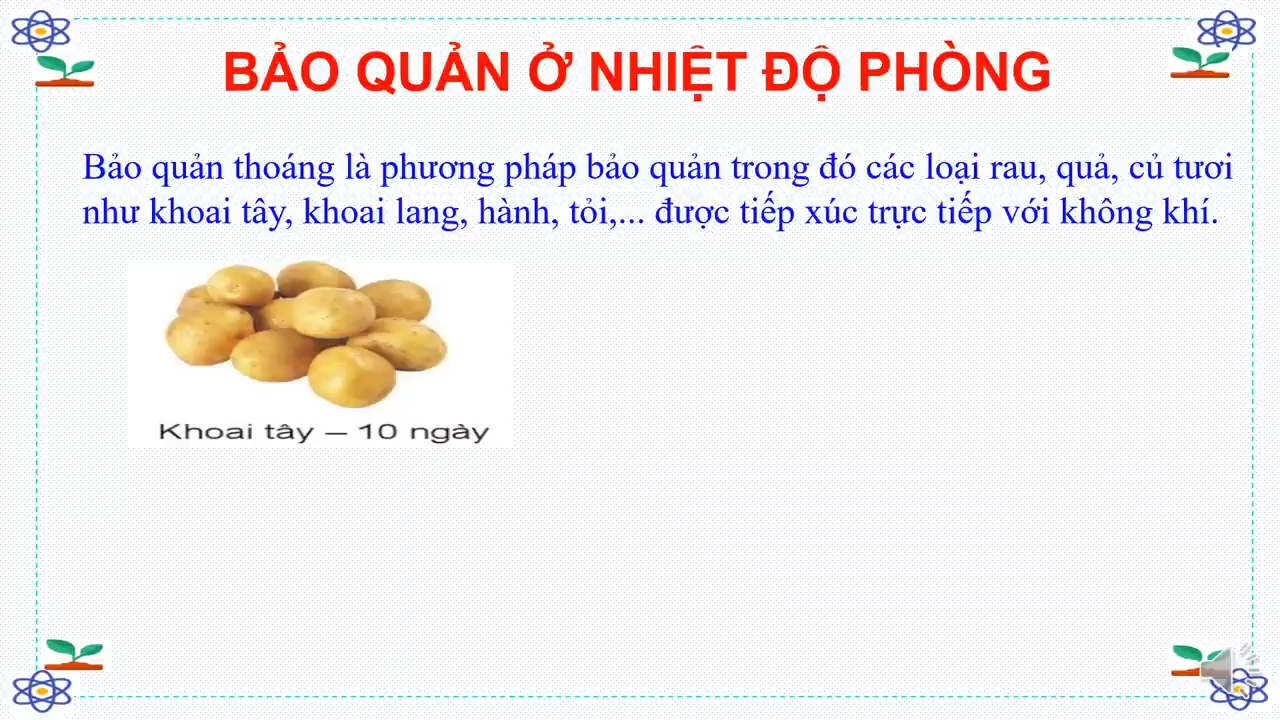 BẢO QUẢN Ở NHIỆT ĐỘ PHÒNG
Bảo quản thoáng là phương pháp bảo quản trong đó các loại rau, quả, củ tươi
như khoai tây, khoai lang, hành, tỏi,... được tiếp xúc trực tiếp với không khí.
Khoai tây – 10 ngày